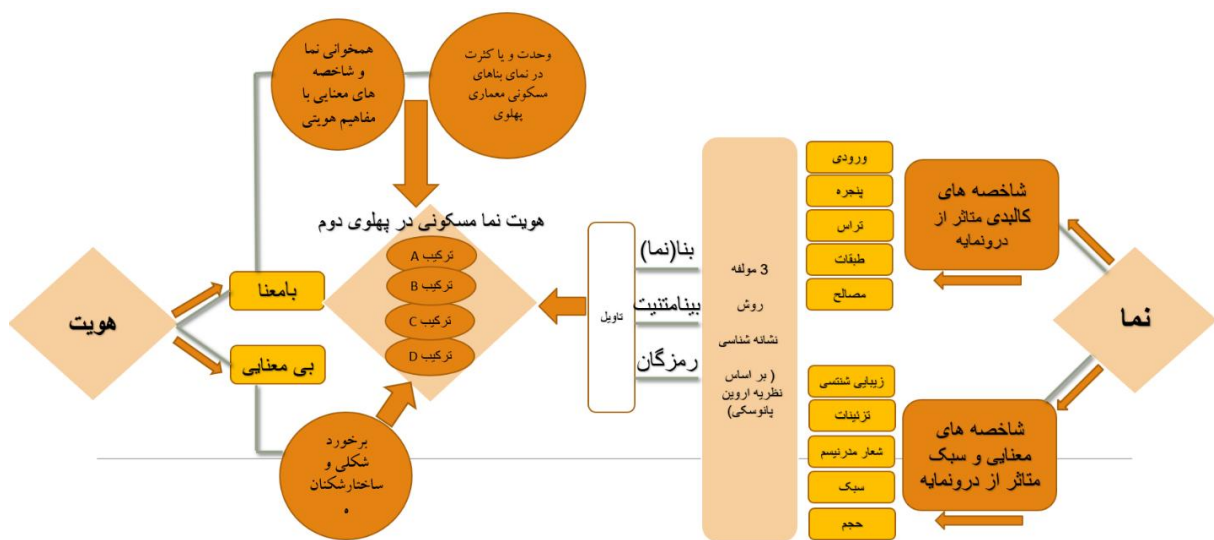 نما
شاخصه های
کالبدی متاثر از
درونمایه
ورودی
پنجره
تراس
طبقات
مصالح
شاخصه های
معنایی و سبک
متاثر از درونمایه
زیبایی شنتسی
تزئینات
شعار مدرنیسم
سبک
حجم
3 مولفه
روش
نشانه شناسی
( بر اساس
نظریه اروین
پانوسکی)
بنا(نما)
بینامتنیت
رمزگان
تاویل
وحدت و یا کثرت
در نمای بناهای
مسکونی معماری
پهلوی
همخوانی نما
و شاخصه
های معنایی با
مفاهیم هویتی
هویت نما مسکونی در پهلوی دوم
ترکیب A
ترکیب B
ترکیب C
ترکیب D
بامعنا
بی معنایی
هویت
برخورد
شکلی و
ساختارشکنان
ه